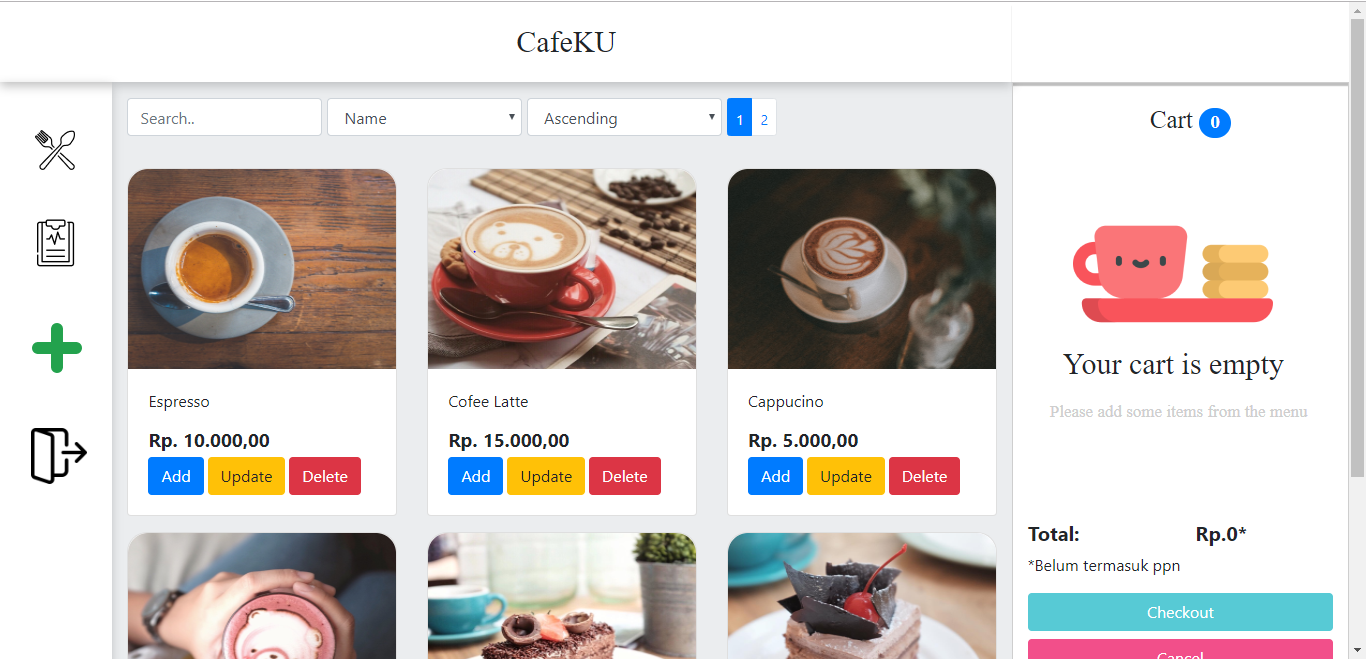 CafeKU
Search..
Name
Ascending
1
2
Cart 0
Espresso
Rp. 10.000,00
Add
Update
Delete
Cofee Latte
Rp. 15.000,00
Add
Update
Delete
Cappucino
Rp. 5.000,00
Add
Update
Delete
Your cart is empty
Please add some items from the menu
Total:
Rp.0*
*Belum termasuk ppn
Checkout
Cancel